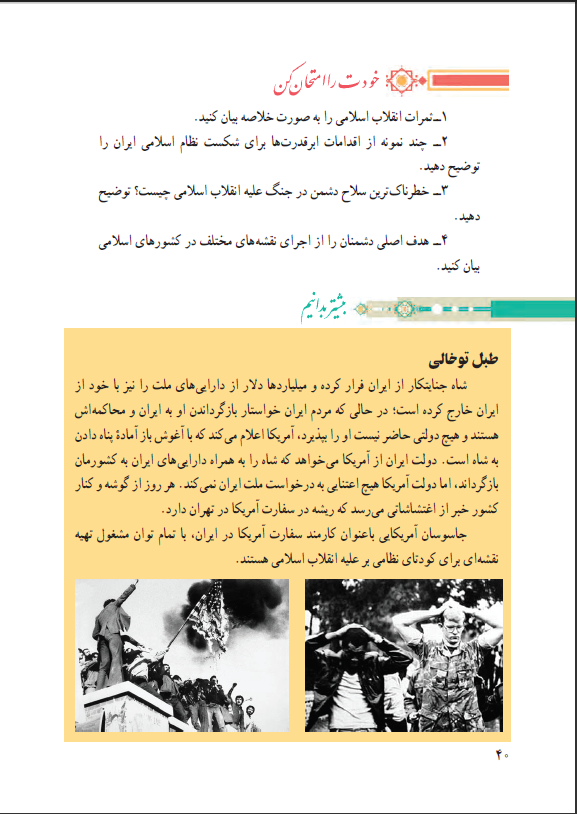 خودت را امتحان کن
۱ــ ثمرات انقلاب اسلامی را به صورت خلاصه بیان کنید.
۲ــ چند نمونه از اقدامات ابرقدرت‌ها برای شکست نظام اسلامی ایران را
توضیح دهید.
۳ــ خطرناک‌ترین سلاح دشمن در جنگ علیه انقلاب اسلامی چیست؟ توضیح
دهید.
۴ــ هدف اصلی دشمنان را از اجرای نقشه‌های مختلف در کشورهای اسلامی
بیان کنید.
بیشتر بدانیم
طبل توخالی
شاه جنایتکار از ایران فرار کرده و میلیاردها دلار از دارایی‌های ملت را نیز با خود از
ایران خارج کرده است؛ در حالی که مردم ایران خواستار بازگرداندن او به ایران و محاکمه‌اش
هستند و هیچ دولتی حاضر نیست او را بپذیرد، آمریکا اعلام می‌کند که با آغوش باز آمادهٔ پناه دادن
به شاه است. دولت ایران از آمریکا می‌خواهد که شاه را به همراه دارایی‌های ایران به کشورمان
بازگرداند، اما دولت آمریکا هیچ اعتنایی به درخواست ملت ایران نمی‌کند. هر روز از گوشه و کنار
کشور خبر از اغتشاشاتی می‌رسد که ریشه در سفارت آمریکا در تهران دارد.
جاسوسان آمریکایی باعنوان کارمند سفارت آمریکا در ایران، با تمام توان مشغول تهیه
نقشه‌ای برای کودتای نظامی بر علیه انقلاب اسلامی هستند.
۴۰